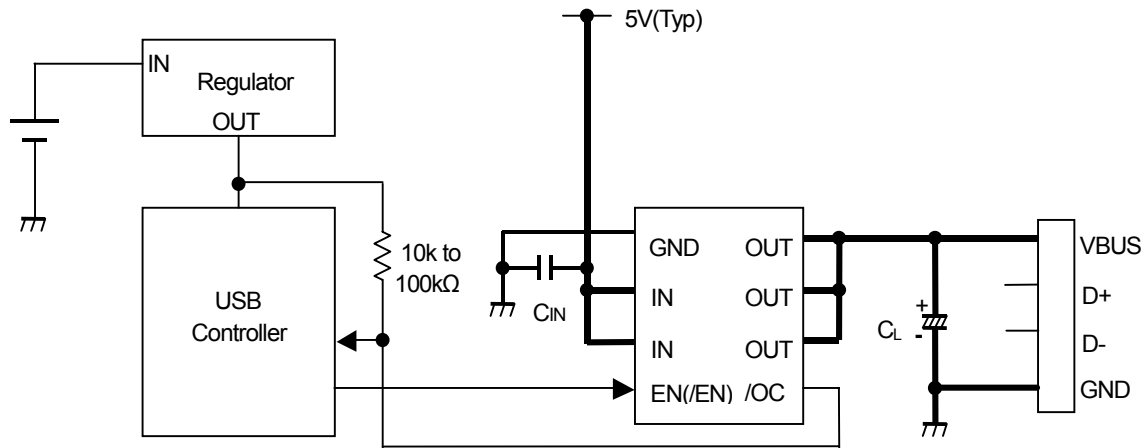 5V(Typ)
IN
Regulator
OUT
10k to
100kΩ
USB
Controller
CIN
GND OUT
IN OUT
IN OUT
EN(/EN) /OC
+
CL
-
VBUS
D+
D-
GND